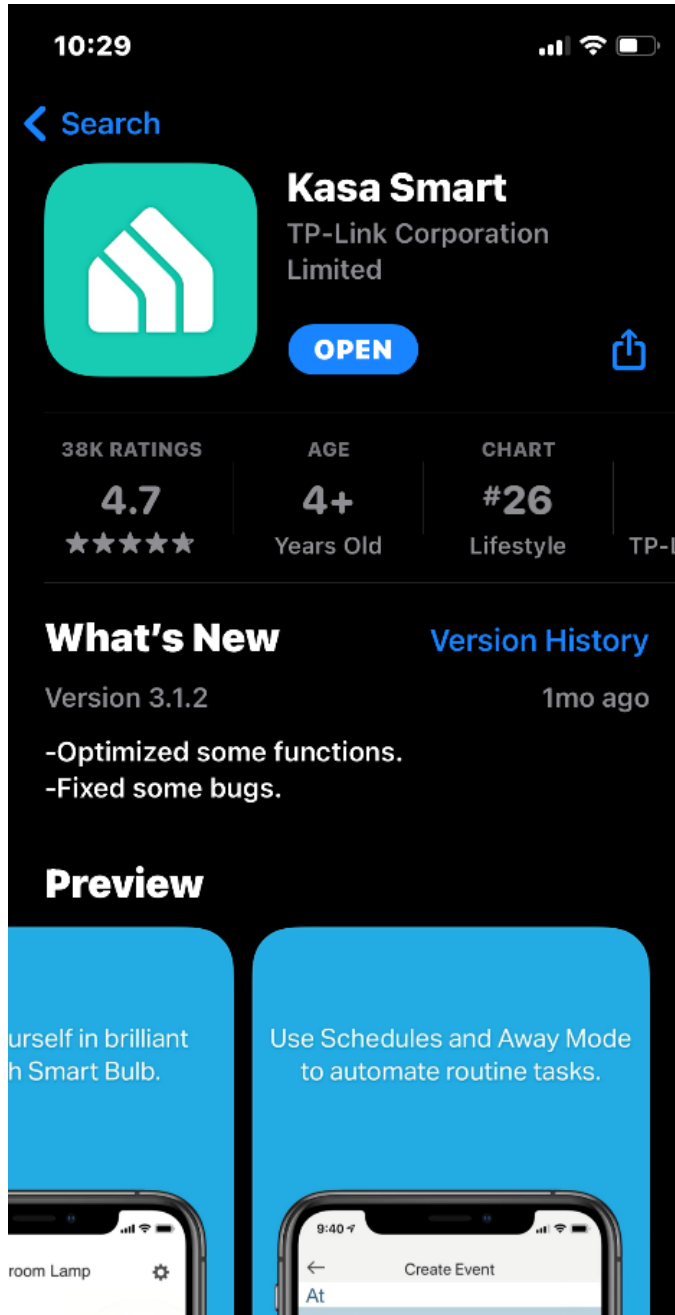 10:29
Search
Kasa Smart
TP-Link Corporation
Limited
OPEN
38K RATINGS
AGE
CHART
4.7
4+
#26
★★★★★
Years Old
Lifestyle
TP-L
What's New
Version History
Version 3.1.2
1mo ago
-Optimized some functions.
-Fixed some bugs.
Preview
urself in brilliant
h Smart Bulb.
Use Schedules and Away Mode
to automate routine tasks.
9:40
room Lamp
Create Event
At